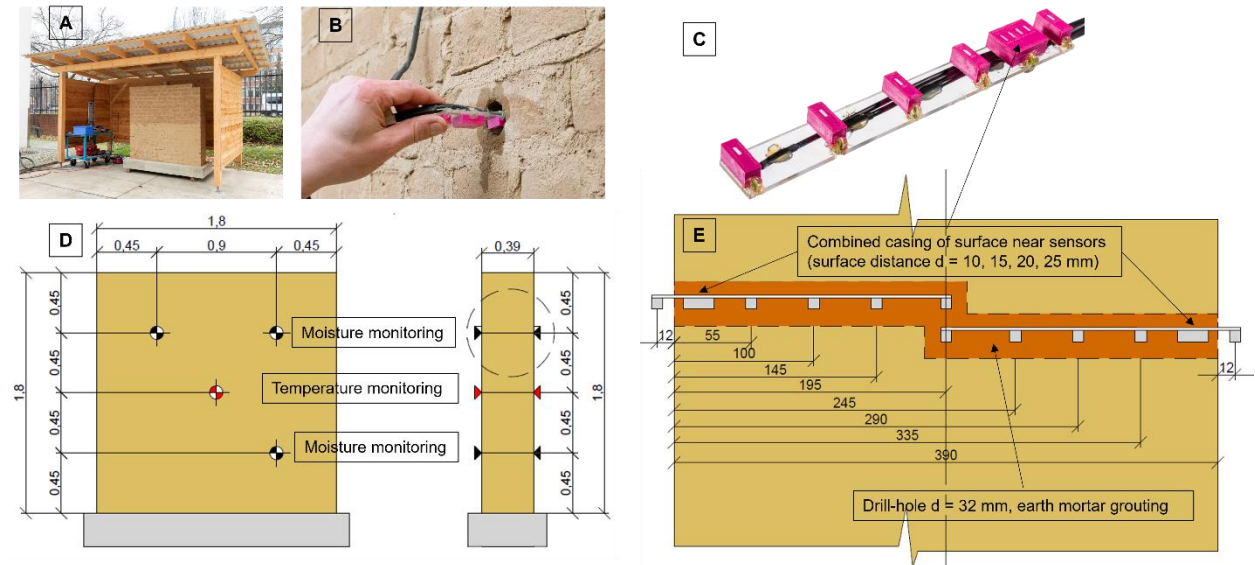 A
B
C
D
1,8
0,45
0,9
0,45
0,39
1,8
0,45
0,45
0,45
0,45
Moisture monitoring
Temperature monitoring
Moisture monitoring
0,45
0,45
0,45
0,45
1,8
E
Combined casing of surface near sensors
(surface distance d = 10, 15, 20, 25 mm)
12
55
100
145
195
245
290
335
390
12
Drill-hole d = 32 mm, earth mortar grouting